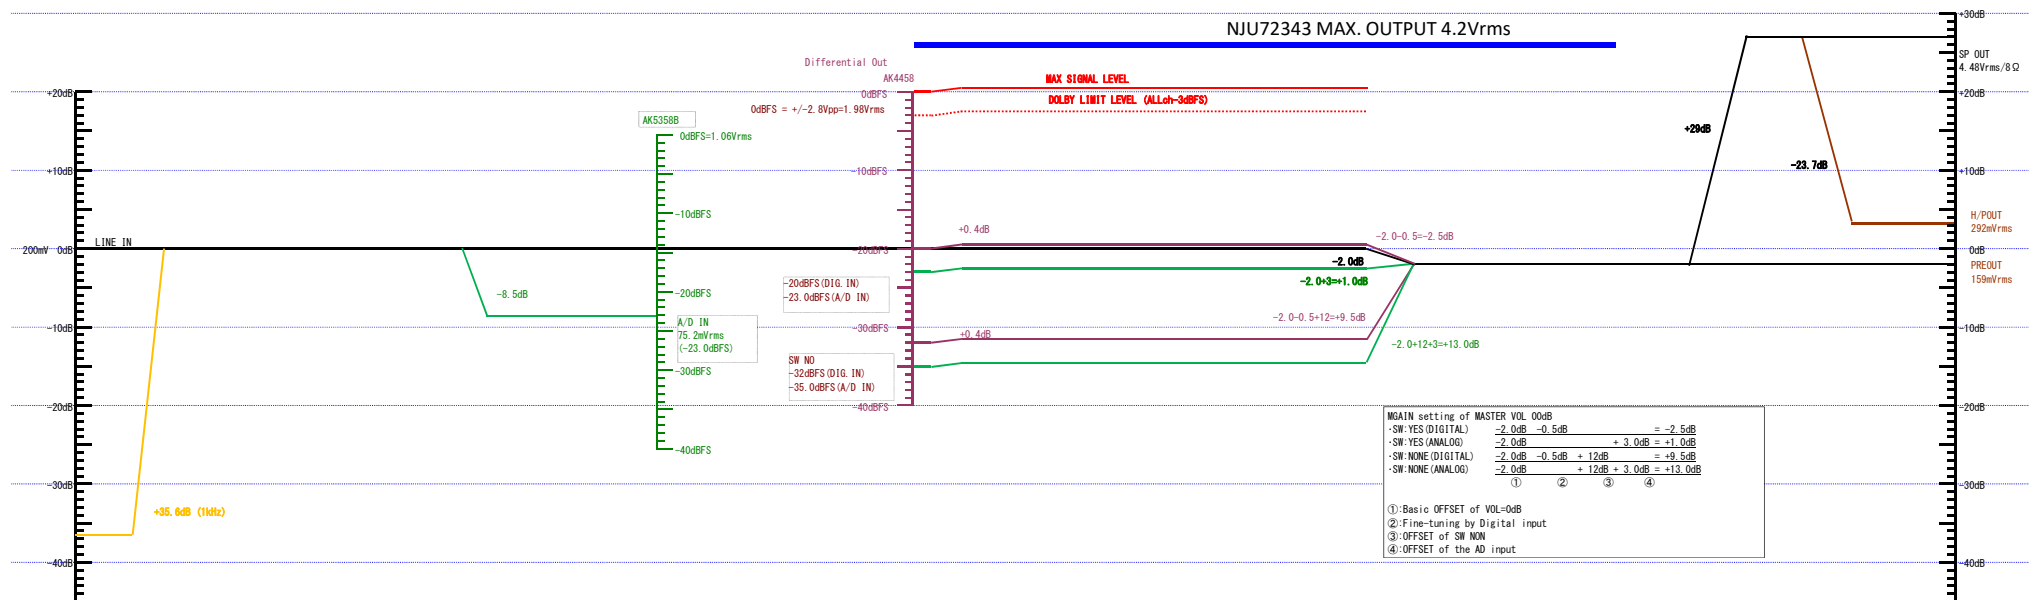 NJU72343 MAX. OUTPUT 4.2Vrms
+30dB
SP OUT
4.48Vrms/8Ω
Differential Out
AK4458
0dBFS
0dBFS = +/-2.8Vpp=1.98Vrms
MAX SIGNAL LEVEL
DOLBY LIMIT LEVEL (ALLch-3dBFS)
+20dB
+20dB
AK5358B
0dBFS=1.06Vrms
+29dB
-23.7dB
+10dB
-10dBFS
+10dB
-10dBFS
H/POUT
292mVrms
+0.4dB
-2.0-0.5=-2.5dB
LINE IN
200mV 0dB
-20dBFS
0dB
-2.0dB
PREOUT
159mVrms
-2.0+3=+1.0dB
-8.5dB
-20dBFS
-20dBFS(DIG.IN)
-23.0dBFS(A/D IN)
-2.0-0.5+12=+9.5dB
A/D IN
75.2mVrms
(-23.0dBFS)
-10dB
-30dBFS
+0.4dB
-10dB
-2.0+12+3=+13.0dB
SW NO
-32dBFS(DIG.IN)
-35.0dBFS(A/D IN)
-30dBFS
-20dB
-40dBFS
-20dB
-40dBFS
MGAIN setting of MASTER VOL 00dB
・SW:YES(DIGITAL) -2.0dB -0.5dB = -2.5dB
・SW:YES(ANALOG) -2.0dB + 3.0dB = +1.0dB
・SW:NONE(DIGITAL) -2.0dB -0.5dB + 12dB = +9.5dB
・SW:NONE(ANALOG) -2.0dB + 12dB + 3.0dB = +13.0dB
① ② ③ ④
①:Basic OFFSET of VOL=0dB
②:Fine-tuning by Digital input
③:OFFSET of SW NON
④:OFFSET of the AD input
-30dB
-30dB
+35.6dB (1kHz)
-40dB
-40dB